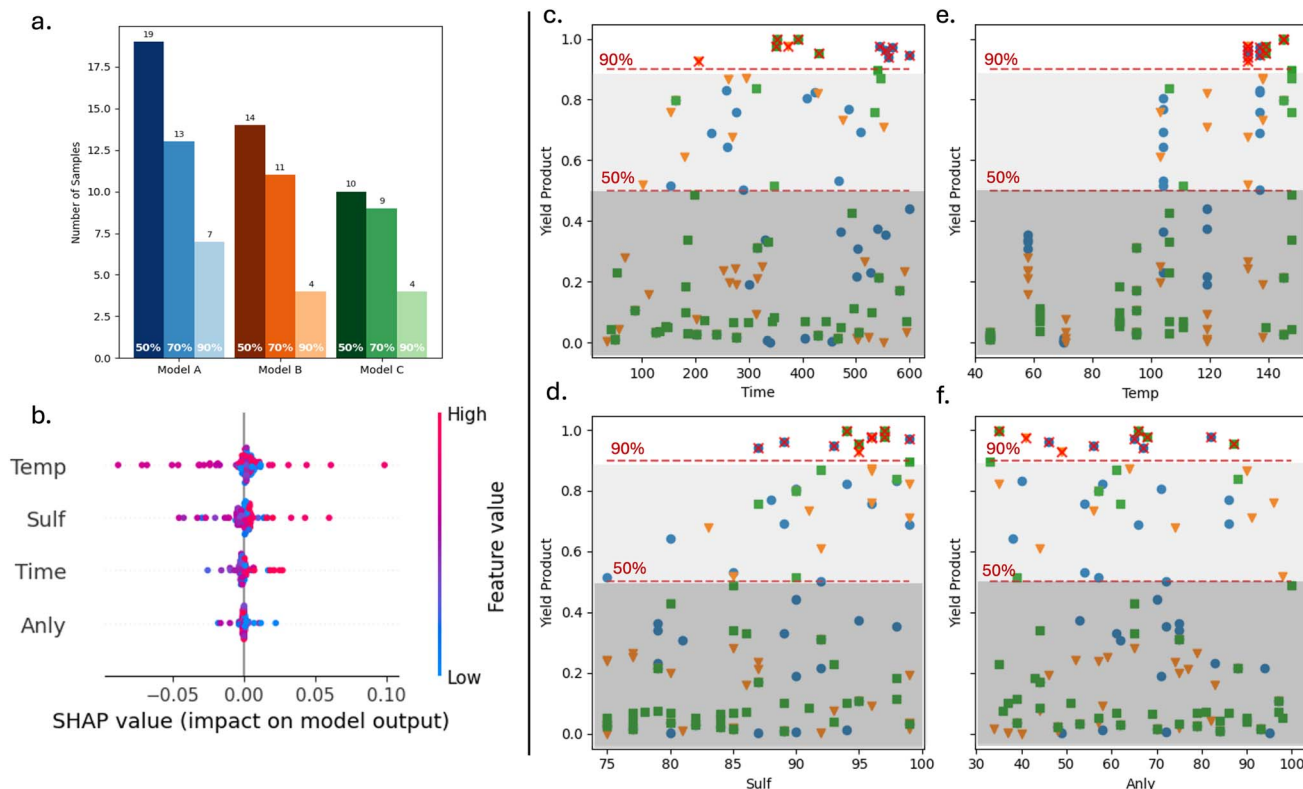 a.
Number of Samples
17.5
15.0
12.5
10.0
7.5
5.0
2.5
0.0
19
13
7
14
11
4
10
9
4
50% 70% 90% 50% 70% 90% 50% 70% 90%
Model A Model B Model C
b.
Temp
Sulf
Time
Anly
−0.05 0.00 0.05 0.10
SHAP value (impact on model output)
High
Feature value
Low
c.
Yield Product
1.0
0.8
0.6
0.4
0.2
0.0
90%
50%
100 200 300 400 500 600
Time
e.
Yield Product
90%
50%
40 60 80 100 120 140
Temp
d.
Yield Product
1.0
0.8
0.6
0.4
0.2
0.0
90%
50%
75 80 85 90 95 100
Sulf
f.
Yield Product
90%
50%
30 40 50 60 70 80 90 100
Anly